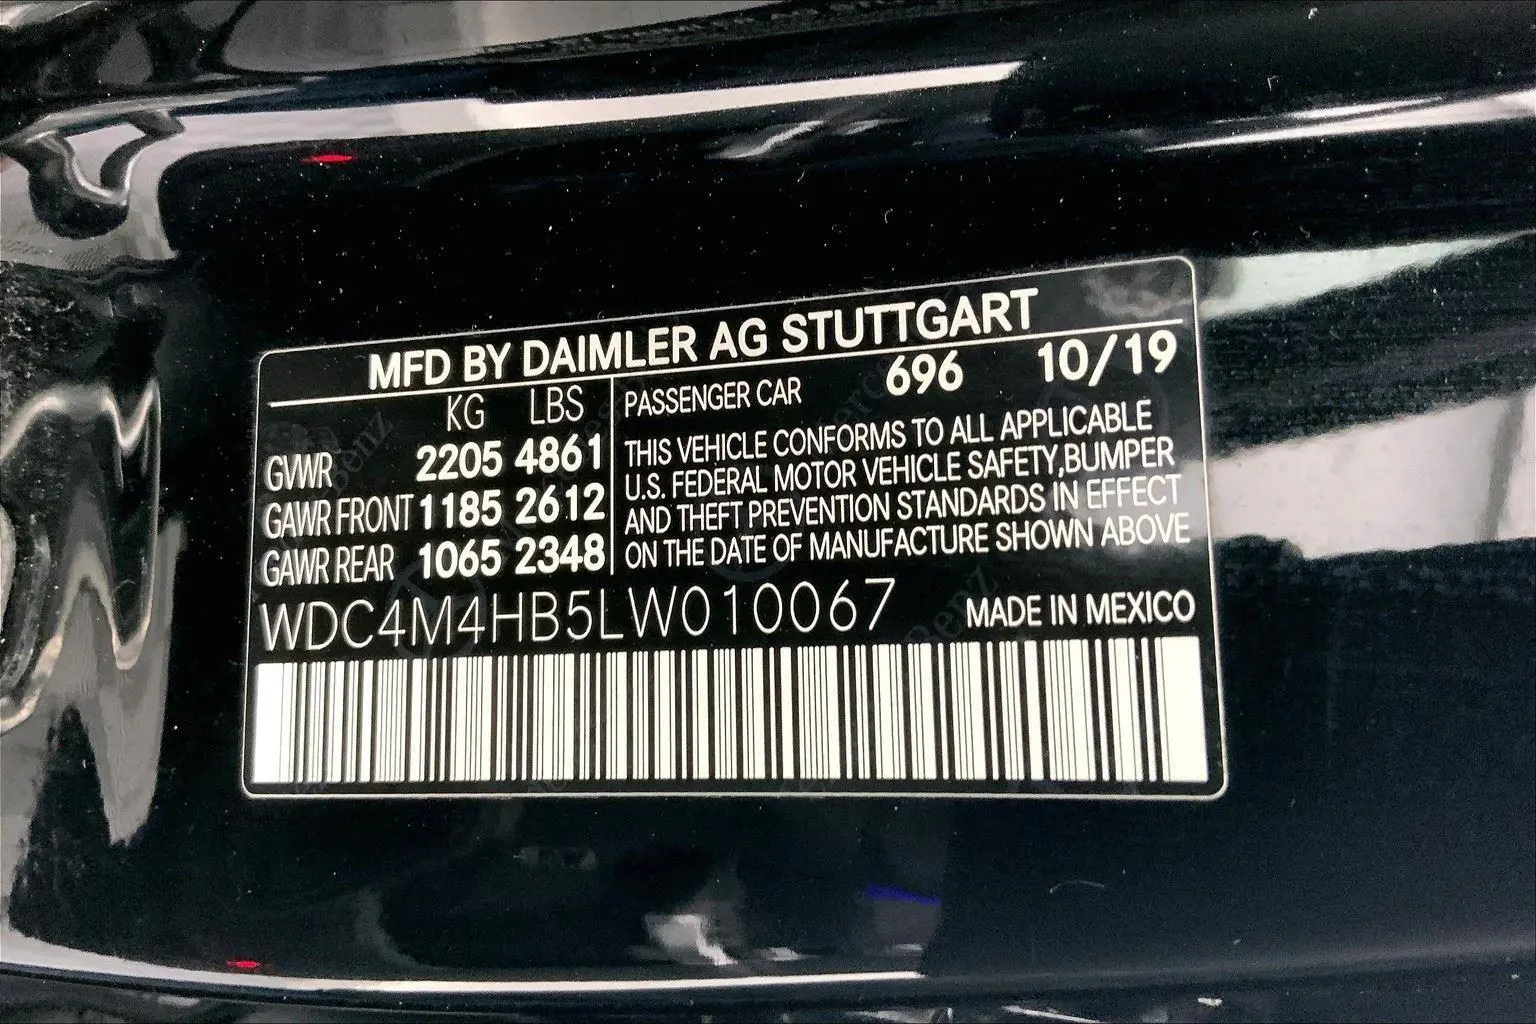 MFD BY DAIMLER AG STUTTGART
KG LBS
GVWR 2205 4861
GAWR FRONT 1185 2612
GAWR REAR 1065 2348
PASSENGER CAR 696 10/19
THIS VEHICLE CONFORMS TO ALL APPLICABLE
U.S. FEDERAL MOTOR VEHICLE SAFETY,BUMPER
AND THEFT PREVENTION STANDARDS IN EFFECT
ON THE DATE OF MANUFACTURE SHOWN ABOVE
WDC4M4HB5LW010067 MADE IN MEXICO